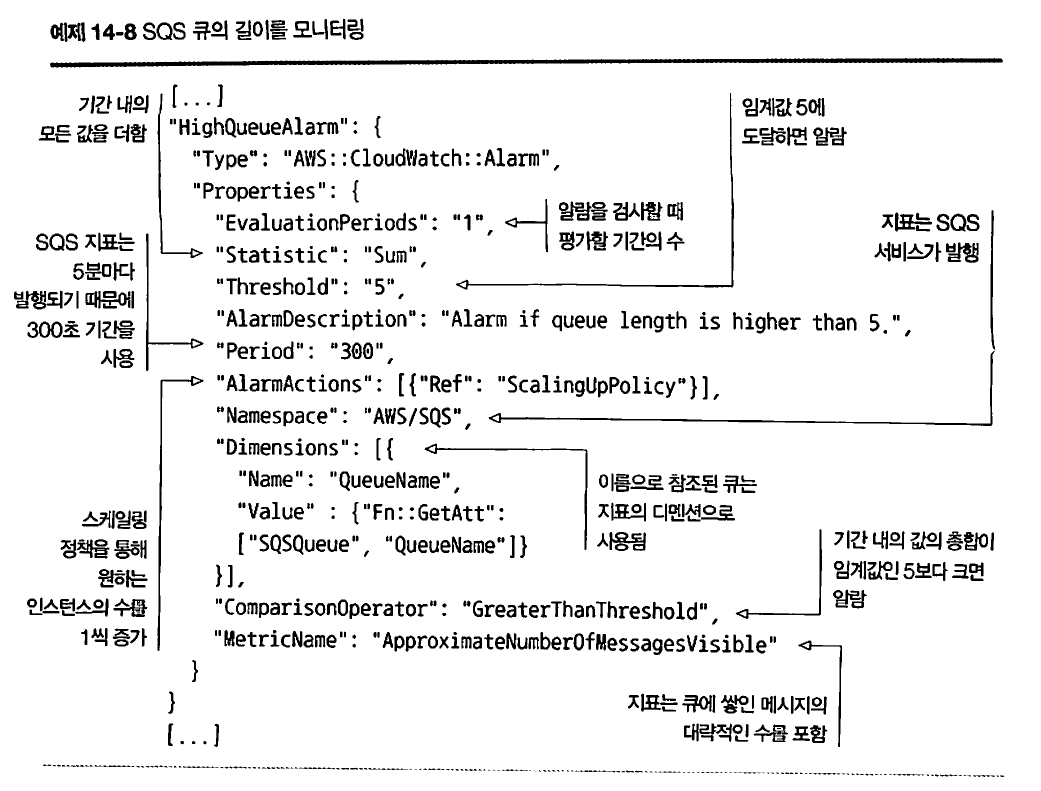 예제 14-8 SQS 큐의 길이를 모니터링
기간 내의
모든 값을 더함
[...]
"HighQueueAlarm": {
"Type": "AWS::CloudWatch::Alarm",
"Properties": {
"EvaluationPeriods": "1",
"Statistic": "Sum",
"Threshold": "5",
"AlarmDescription": "Alarm if queue length is higher than 5.",
"Period": "300",
"AlarmActions": [{"Ref": "ScalingUpPolicy"}],
"Namespace": "AWS/SQS",
"Dimensions": [{
"Name": "QueueName",
"Value" : {"Fn::GetAtt":
["SQSQueue", "QueueName"]}
}],
"ComparisonOperator": "GreaterThanThreshold",
"MetricName": "ApproximateNumberOfMessagesVisible"
}
}
[...]
임계값 5에
도달하면 알람
알람을 검사할 때
평가할 기간의 수
지표는 SQS
서비스가 발행
SQS 지표는
5분마다
발행되기 때문에
300초 기간을
사용
이름으로 참조된 큐는
지표의 디멘션으로
사용됨
스케일링
정책을 통해
원하는
인스턴스의 수를
1씩 증가
기간 내의 값의 총합이
임계값인 5보다 크면
알람
지표는 큐에 쌓인 메시지의
대략적인 수를 포함